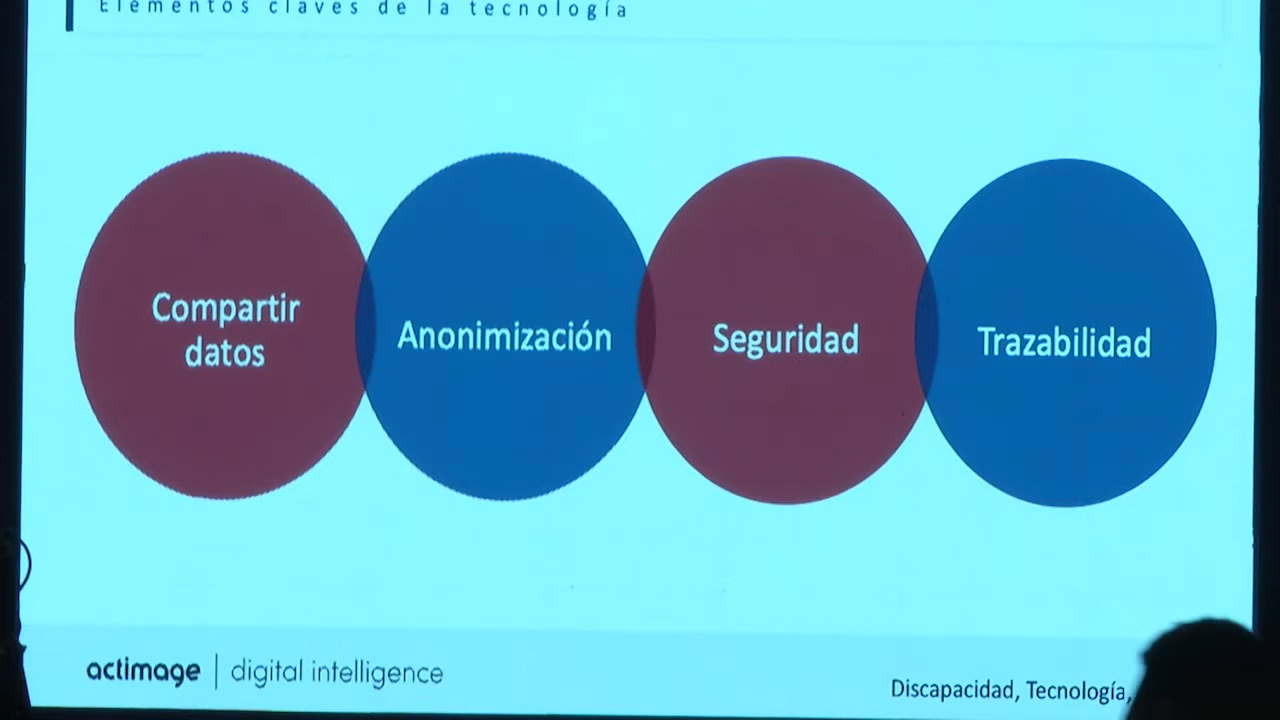 Elementos claves de la tecnología
Compartir
datos
Anonimización
Seguridad
Trazabilidad
actimage | digital intelligence
Discapacidad, Tecnología,